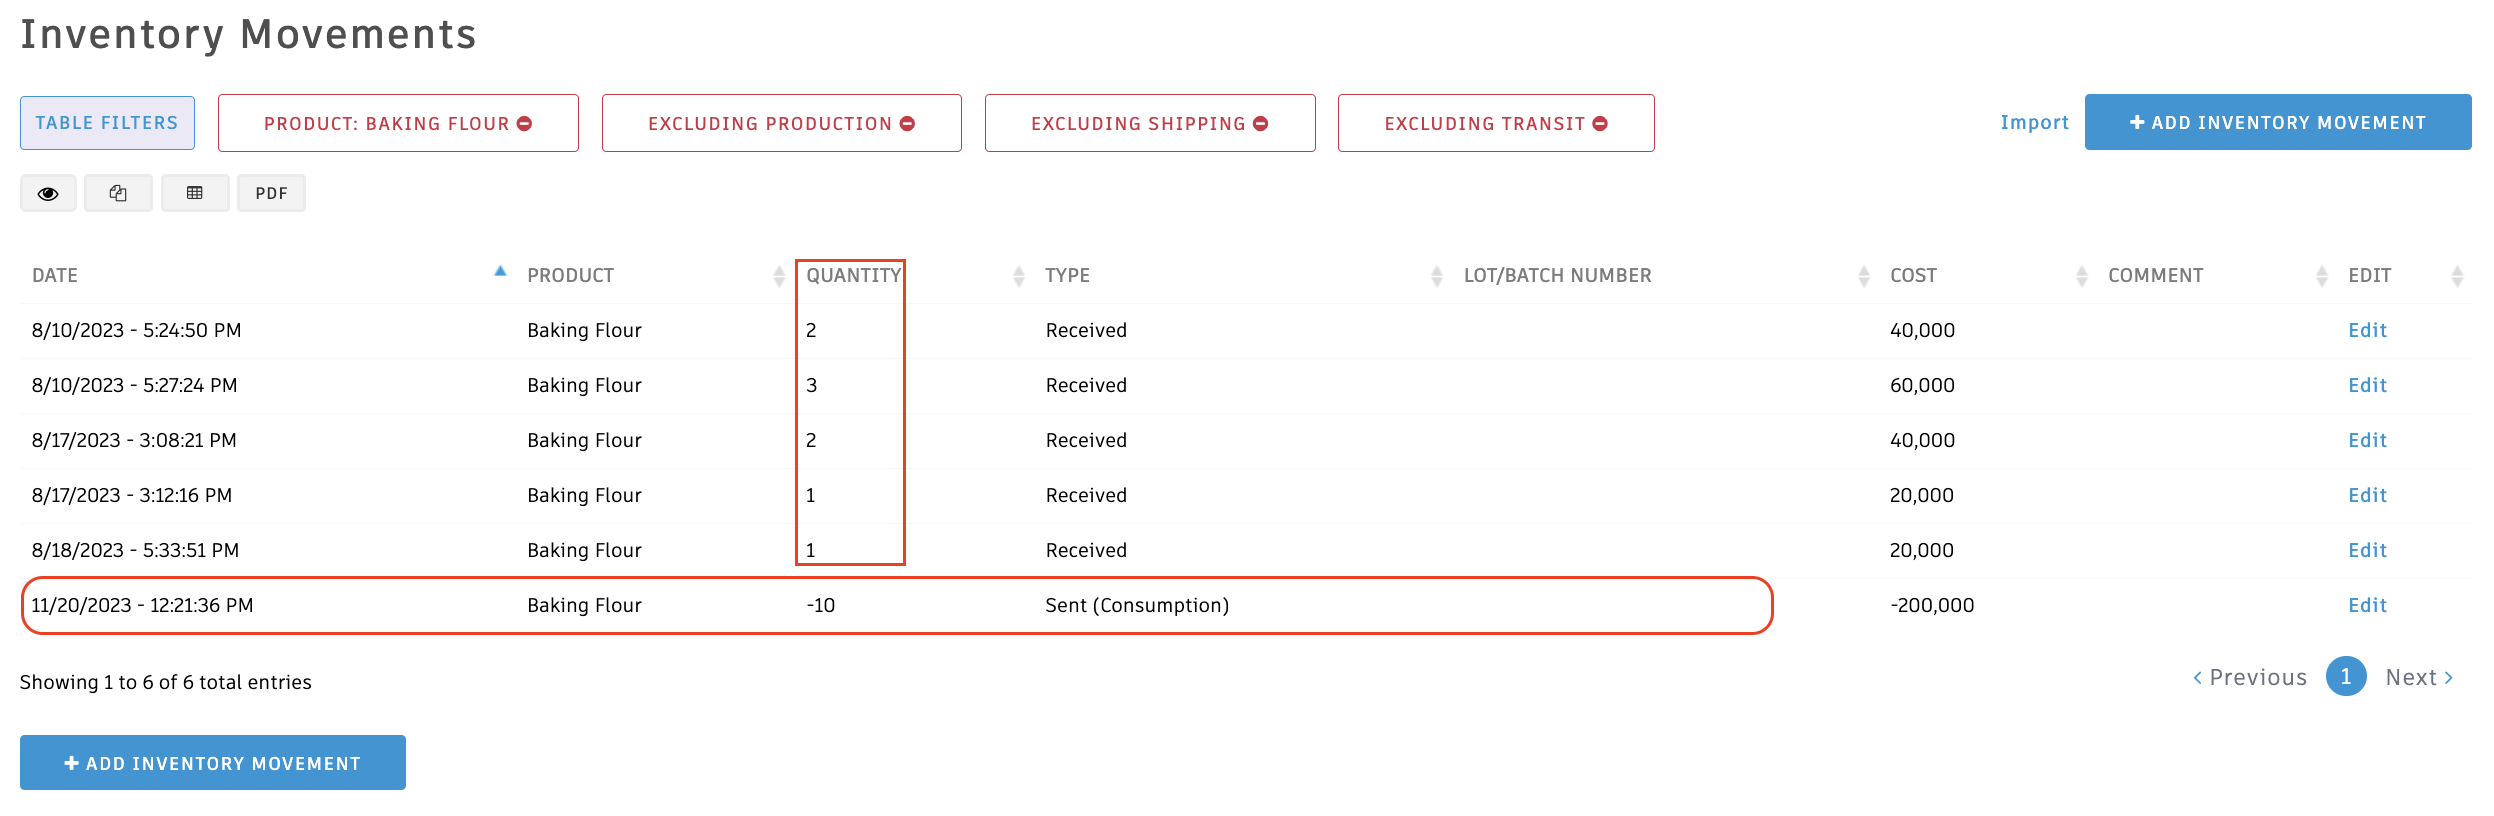 Inventory Movements
TABLE FILTERS PRODUCT: BAKING FLOUR EXCLUDING PRODUCTION EXCLUDING SHIPPING EXCLUDING TRANSIT Import + ADD INVENTORY MOVEMENT
PDF
DATE PRODUCT QUANTITY TYPE LOT/BATCH NUMBER COST COMMENT EDIT
8/10/2023 - 5:24:50 PM Baking Flour 2 Received 40,000 Edit
8/10/2023 - 5:27:24 PM Baking Flour 3 Received 60,000 Edit
8/17/2023 - 3:08:21 PM Baking Flour 2 Received 40,000 Edit
8/17/2023 - 3:12:16 PM Baking Flour 1 Received 20,000 Edit
8/18/2023 - 5:33:51 PM Baking Flour 1 Received 20,000 Edit
11/20/2023 - 12:21:36 PM Baking Flour -10 Sent (Consumption) -200,000 Edit
Showing 1 to 6 of 6 total entries ‹ Previous 1 Next ›
+ ADD INVENTORY MOVEMENT